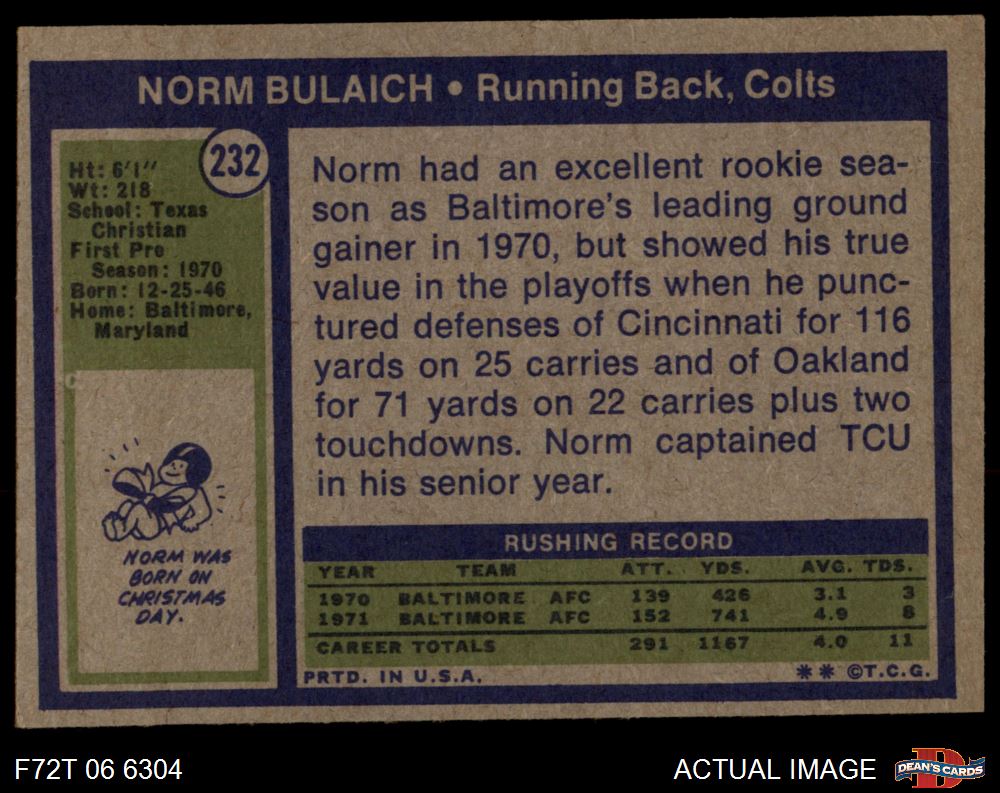 NORM BULAICH • Running Back, Colts
232
Ht: 6'1"
Wt: 218
School: Texas
Christian
First Pro
Season: 1970
Born: 12-25-46
Home: Baltimore,
Maryland
NORM WAS
BORN ON
CHRISTMAS
DAY.
Norm had an excellent rookie sea-
son as Baltimore's leading ground
gainer in 1970, but showed his true
value in the playoffs when he punc-
tured defenses of Cincinnati for 116
yards on 25 carries and of Oakland
for 71 yards on 22 carries plus two
touchdowns. Norm captained TCU
in his senior year.
RUSHING RECORD
YEAR TEAM ATT. YDS. AVG. TDS.
1970 BALTIMORE AFC 139 426 3.1 3
1971 BALTIMORE AFC 152 741 4.9 8
CAREER TOTALS 291 1167 4.0 11
PRTD. IN U.S.A. ** ©T.C.G.
F72T 06 6304 ACTUAL IMAGE DEAN'S CARDS